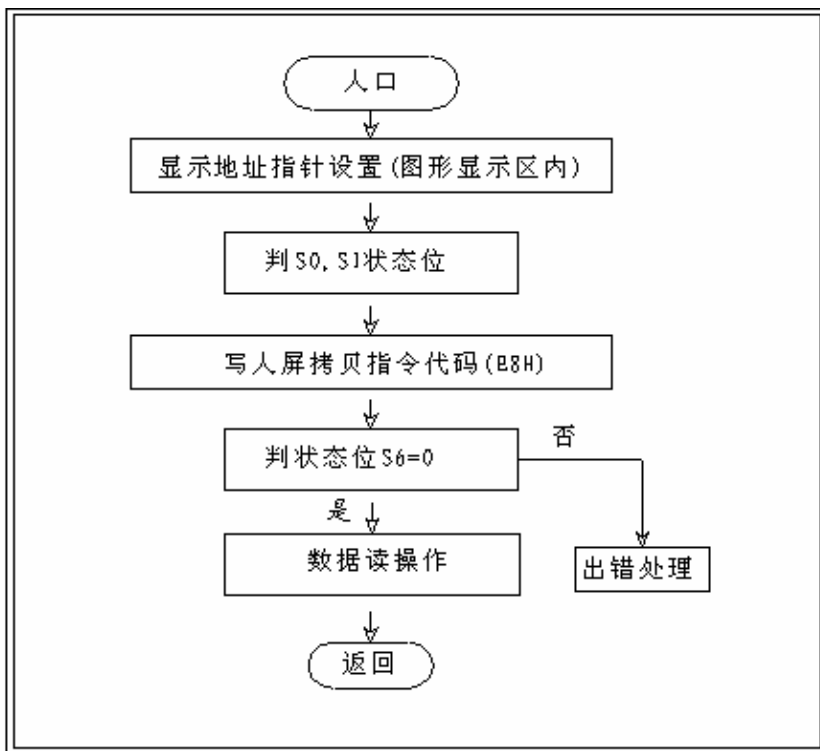 人口
显示地址指针设置(图形显示区内)
判S0,S1状态位
写人屏拷贝指令代码(E8H)
判状态位S6=0
否
是
数据读操作
出错处理
返回